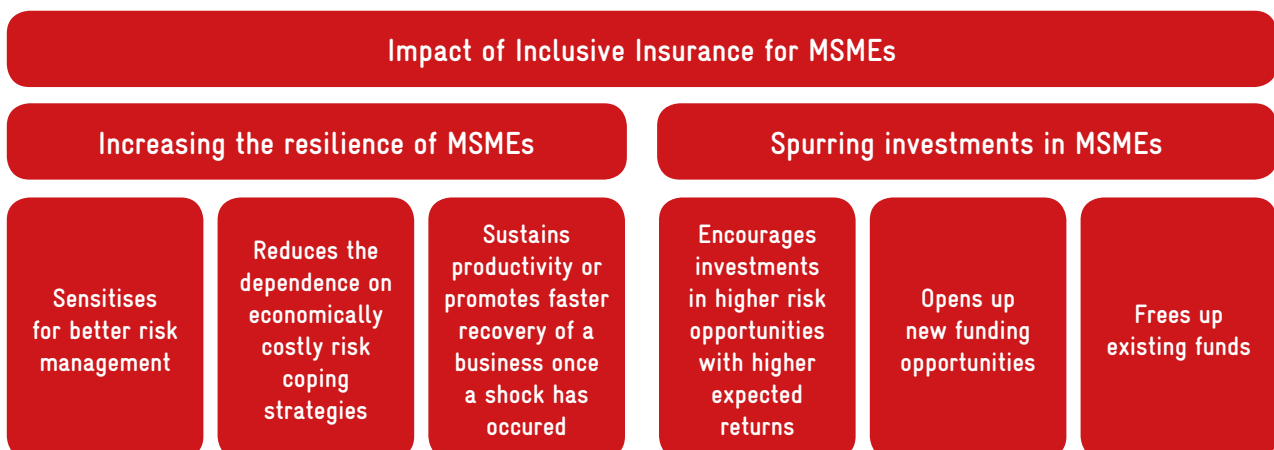 Impact of Inclusive Insurance for MSMEs
Increasing the resilience of MSMEs
Spurring investments in MSMEs
Sensitises
for better risk
management
Reduces the
dependence on
economically
costly risk
coping
strategies
Sustains
productivity or
promotes faster
recovery of a
business once
a shock has
occured
Encourages
investments
in higher risk
opportunities
with higher
expected
returns
Opens up
new funding
opportunities
Frees up
existing funds